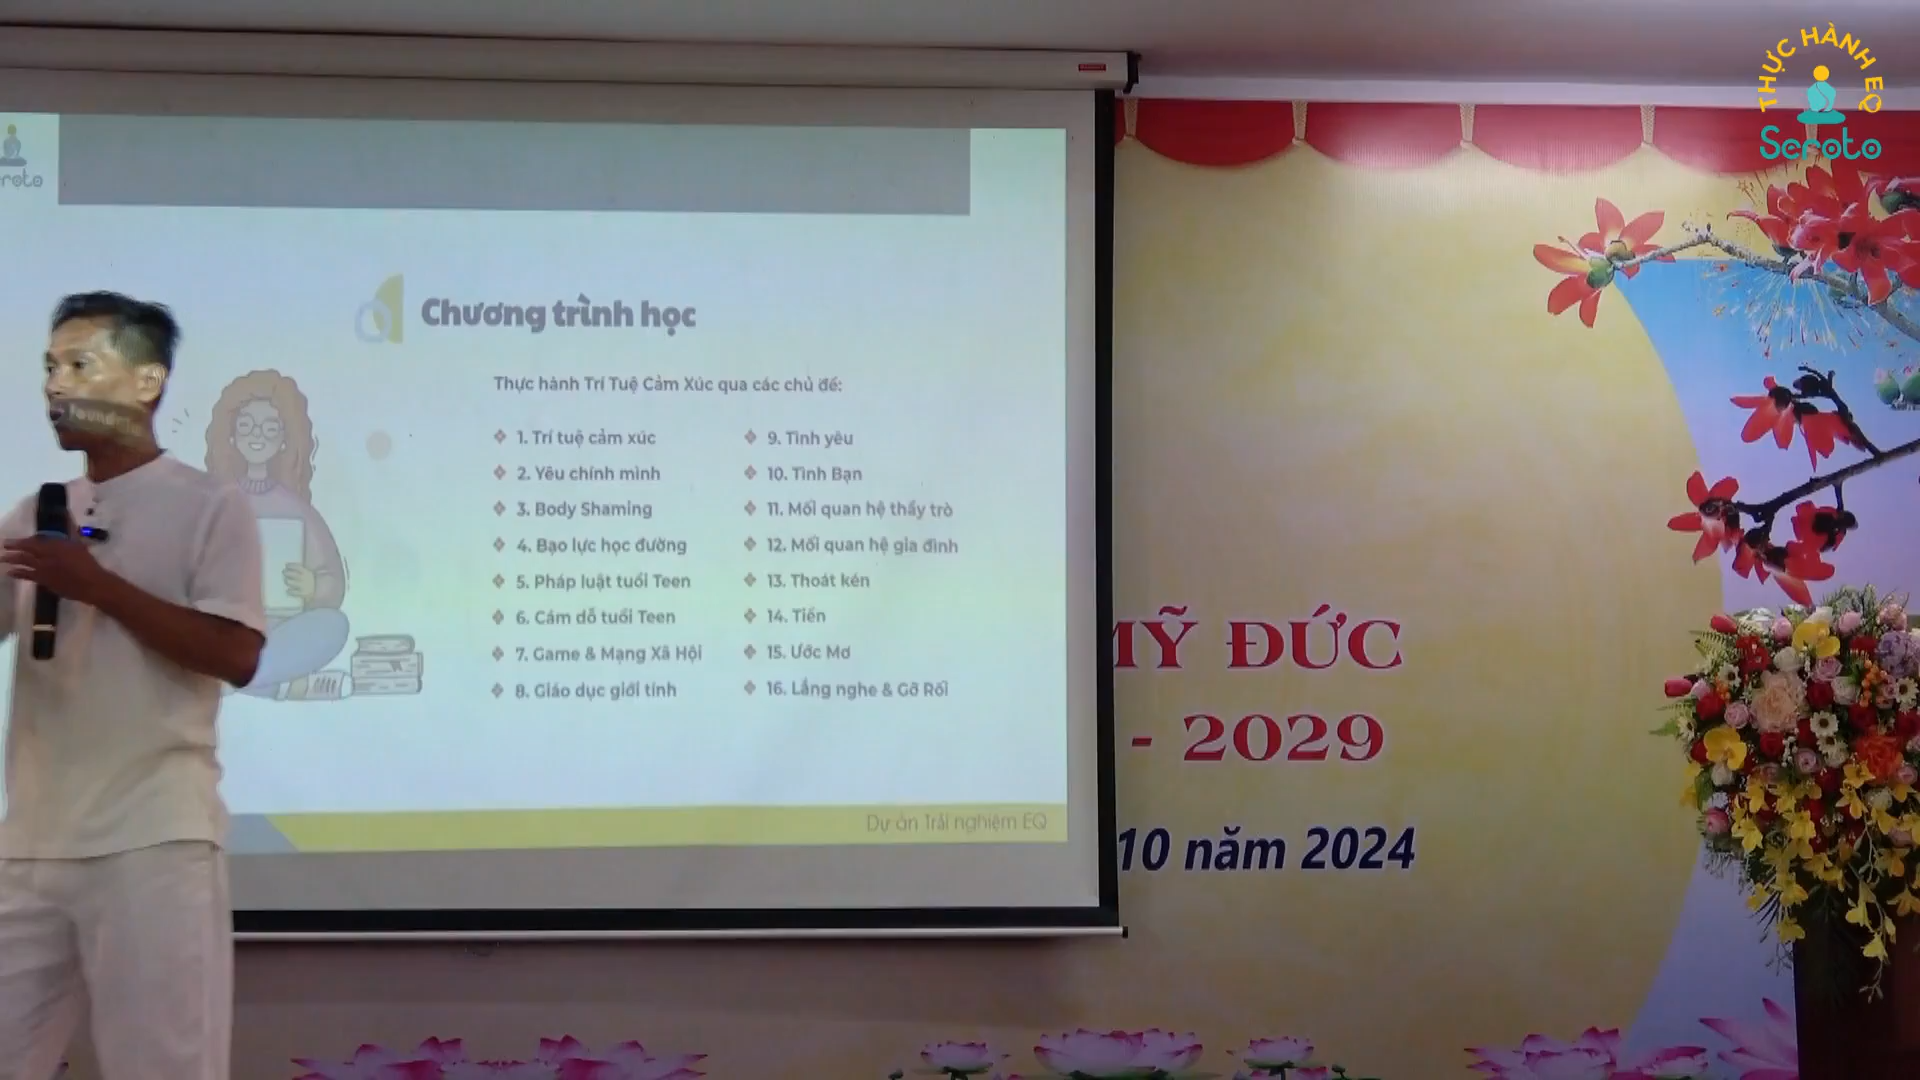 THỰC HÀNH EQ
Seroto
Chương trình học
Thực hành Trí Tuệ Cảm Xúc qua các chủ đề:
1. Trí tuệ cảm xúc
2. Yêu chính mình
3. Body Shaming
4. Bạo lực học đường
5. Pháp luật tuổi Teen
6. Cám dỗ tuổi Teen
7. Game & Mạng Xã Hội
8. Giáo dục giới tính
9. Tình yêu
10. Tình Bạn
11. Mối quan hệ thầy trò
12. Mối quan hệ gia đình
13. Thoát kén
14. Tiền
15. Ước Mơ
16. Lắng nghe & Gỡ Rối
Dự án Trải nghiệm EQ
MỸ ĐỨC
- 2029
10 năm 2024